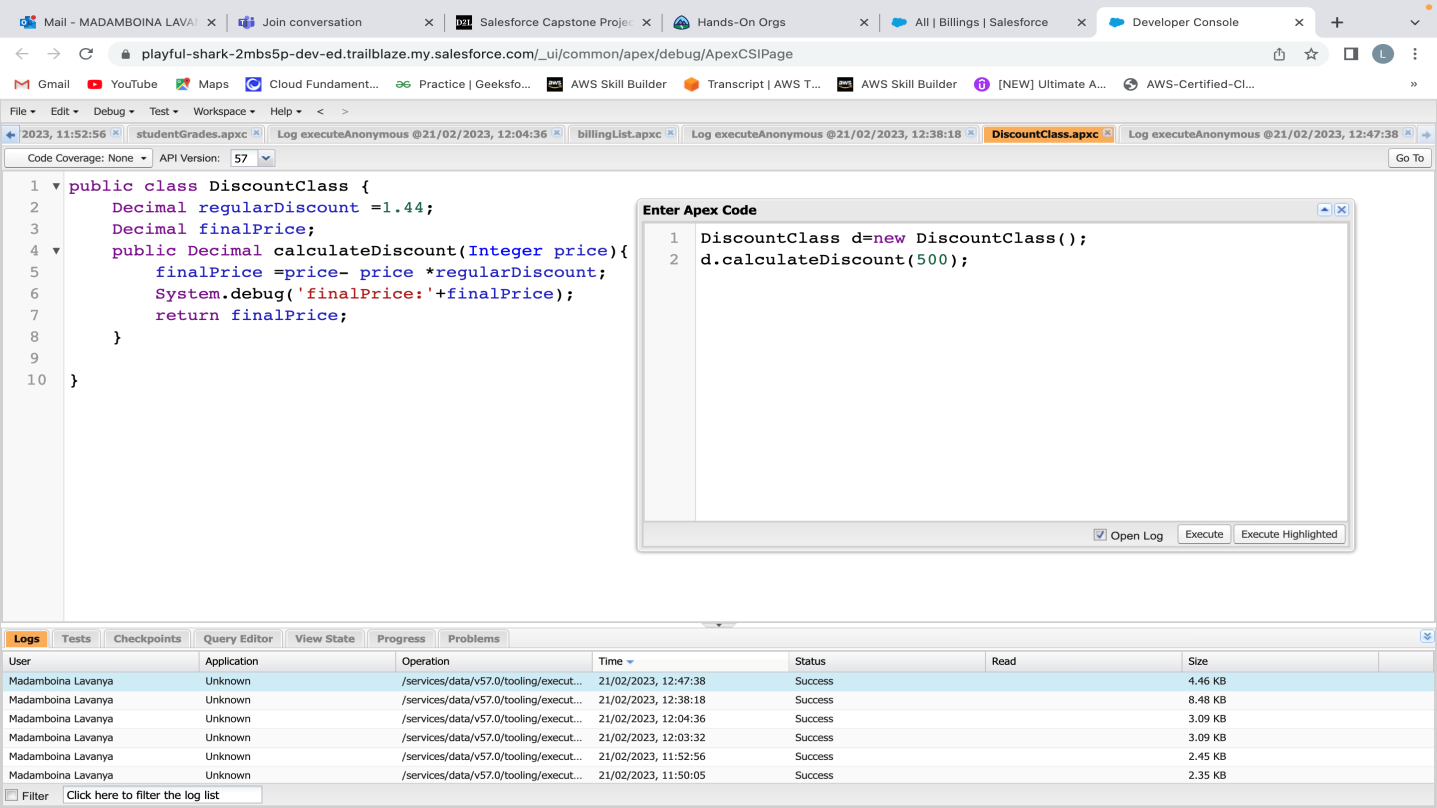 Mail - MADAMBOINA LAVA
Join conversation
D2L Salesforce Capstone Projec
Hands-On Orgs
All | Billings | Salesforce
Developer Console
playful-shark-2mbs5p-dev-ed.trailblaze.my.salesforce.com/_ui/common/apex/debug/ApexCSIPage
L
Gmail YouTube Maps Cloud Fundament... Practice | Geeksfo... aws AWS Skill Builder Transcript | AWS T... aws AWS Skill Builder [NEW] Ultimate A... AWS-Certified-Cl... »
File Edit Debug Test Workspace Help < >
2023, 11:52:56 studentGrades.apxc Log executeAnonymous @21/02/2023, 12:04:36 billingList.apxc Log executeAnonymous @21/02/2023, 12:38:18 DiscountClass.apxc Log executeAnonymous @21/02/2023, 12:47:38
Code Coverage: None API Version: 57 Go To
1 public class DiscountClass {
2 Decimal regularDiscount =1.44;
3 Decimal finalPrice;
4 public Decimal calculateDiscount(Integer price){
5 finalPrice =price- price *regularDiscount;
6 System.debug('finalPrice:'+finalPrice);
7 return finalPrice;
8 }
9
10 }
Enter Apex Code
1 DiscountClass d=new DiscountClass();
2 d.calculateDiscount(500);
Open Log Execute Execute Highlighted
Logs Tests Checkpoints Query Editor View State Progress Problems
User Application Operation Time Status Read Size
Madamboina Lavanya Unknown /services/data/v57.0/tooling/execut... 21/02/2023, 12:47:38 Success 4.46 KB
Madamboina Lavanya Unknown /services/data/v57.0/tooling/execut... 21/02/2023, 12:38:18 Success 8.48 KB
Madamboina Lavanya Unknown /services/data/v57.0/tooling/execut... 21/02/2023, 12:04:36 Success 3.09 KB
Madamboina Lavanya Unknown /services/data/v57.0/tooling/execut... 21/02/2023, 12:03:32 Success 3.09 KB
Madamboina Lavanya Unknown /services/data/v57.0/tooling/execut... 21/02/2023, 11:52:56 Success 2.45 KB
Madamboina Lavanya Unknown /services/data/v57.0/tooling/execut... 21/02/2023, 11:50:05 Success 2.35 KB
Filter Click here to filter the log list